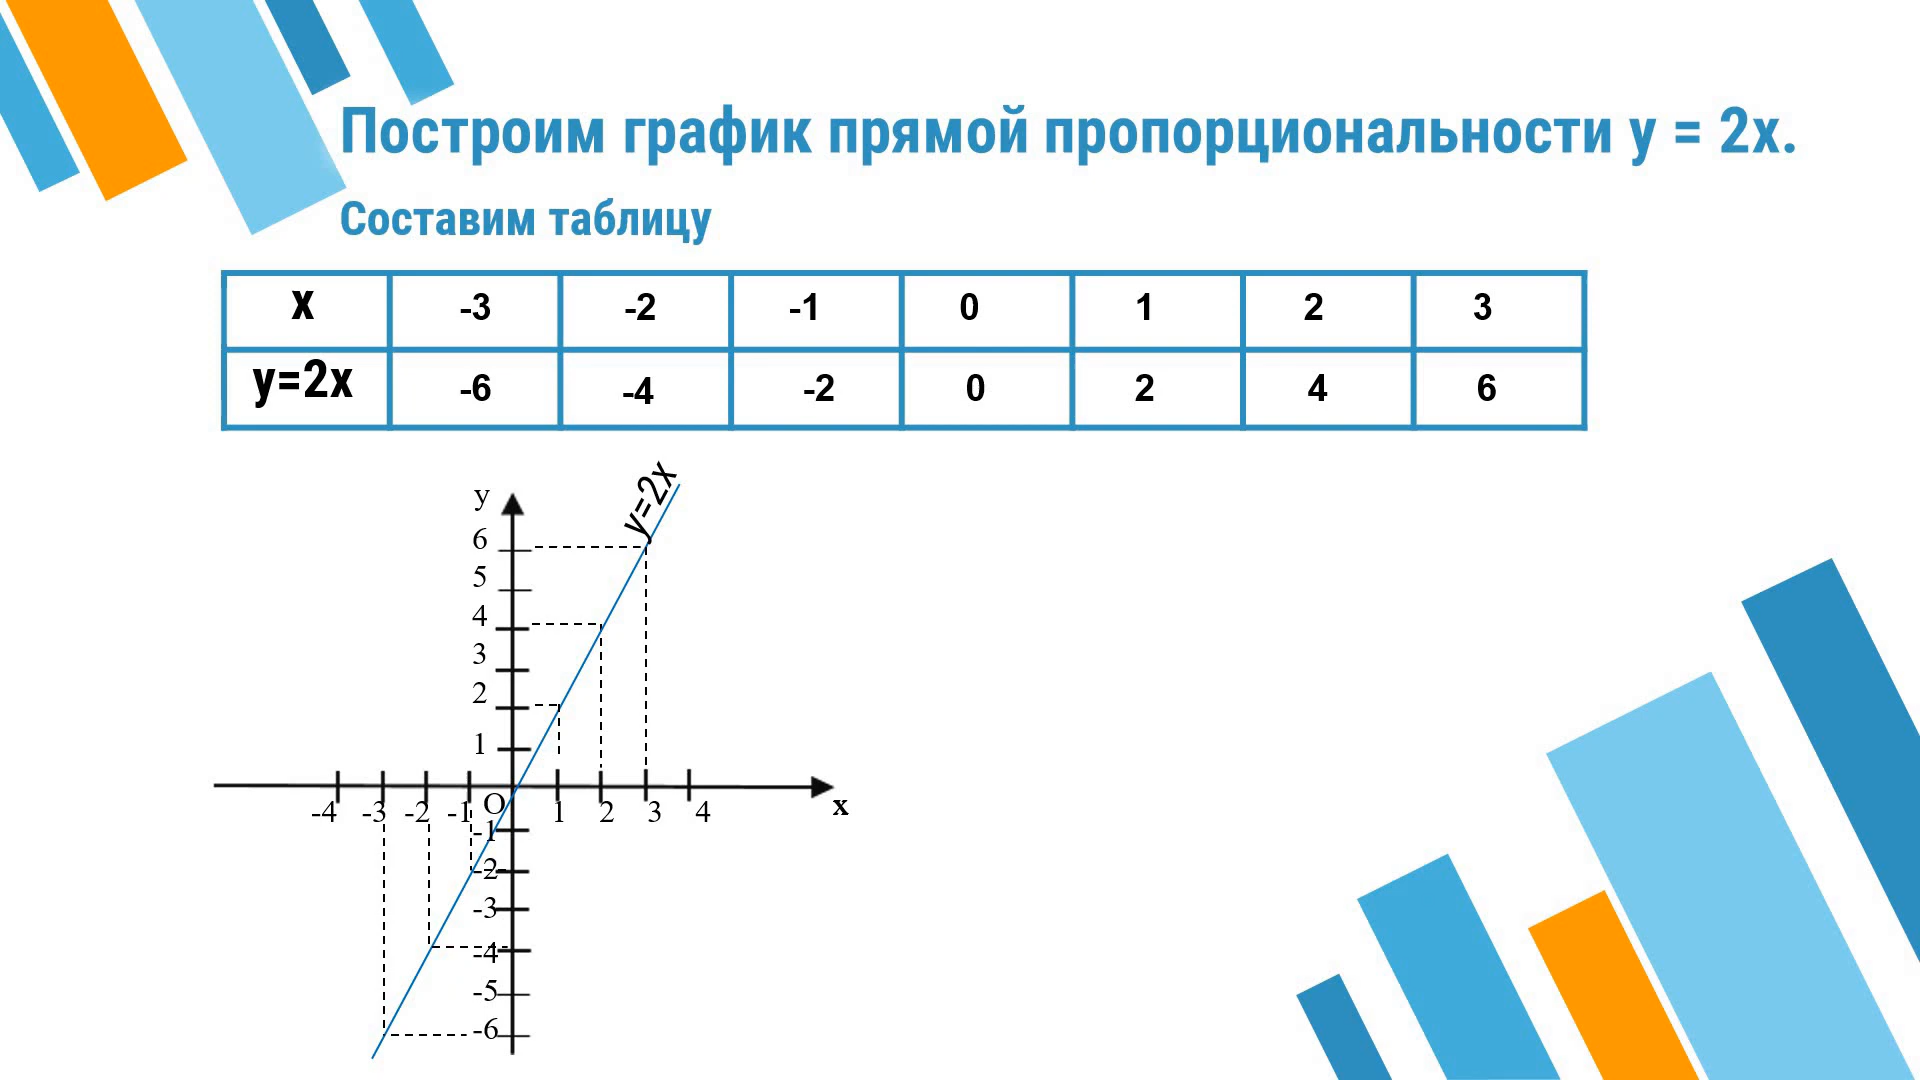 Построим график прямой пропорциональности y = 2x.
Составим таблицу
x -3 -2 -1 0 1 2 3
y=2x -6 -4 -2 0 2 4 6
y=2x
y
6
5
4
3
2
1
-4 -3 -2 -1 O 1 2 3 4 x
-1
-2
-3
-4
-5
-6